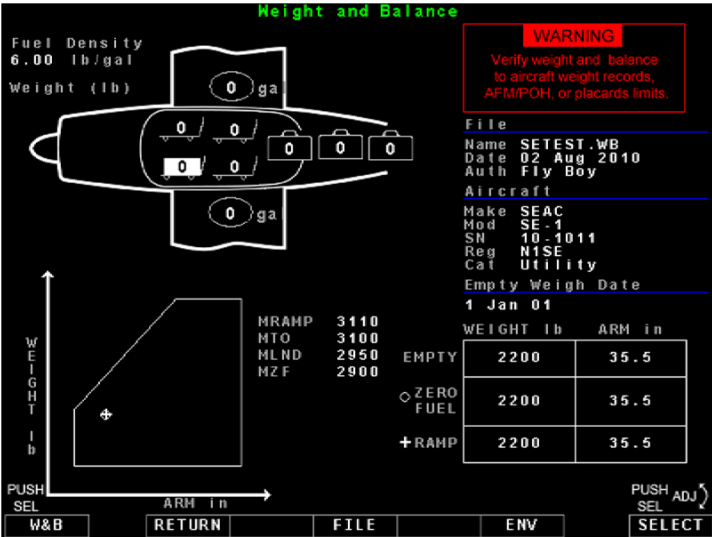 Weight and Balance
Fuel Density
6.00 lb/gal
Weight (lb)
0 ga
0 0
0 0 0
0 0
0 ga
WARNING
Verify weight and balance
to aircraft weight records,
AFM/POH, or placards limits.
File
Name SETEST.WB
Date 02 Aug 2010
Auth Fly Boy
Aircraft
Make SEAC
Mod SE-1
SN 10-1011
Reg N1SE
Cat Utility
Empty Weigh Date
1 Jan 01
WEIGHT lb ARM in
EMPTY 2200 35.5
ZERO FUEL 2200 35.5
RAMP 2200 35.5
MRAMP 3110
MTO 3100
MLND 2950
MZF 2900
WEIGHT lb
ARM in
PUSH
SEL
PUSH
SEL
ADJ
W&B RETURN FILE ENV SELECT